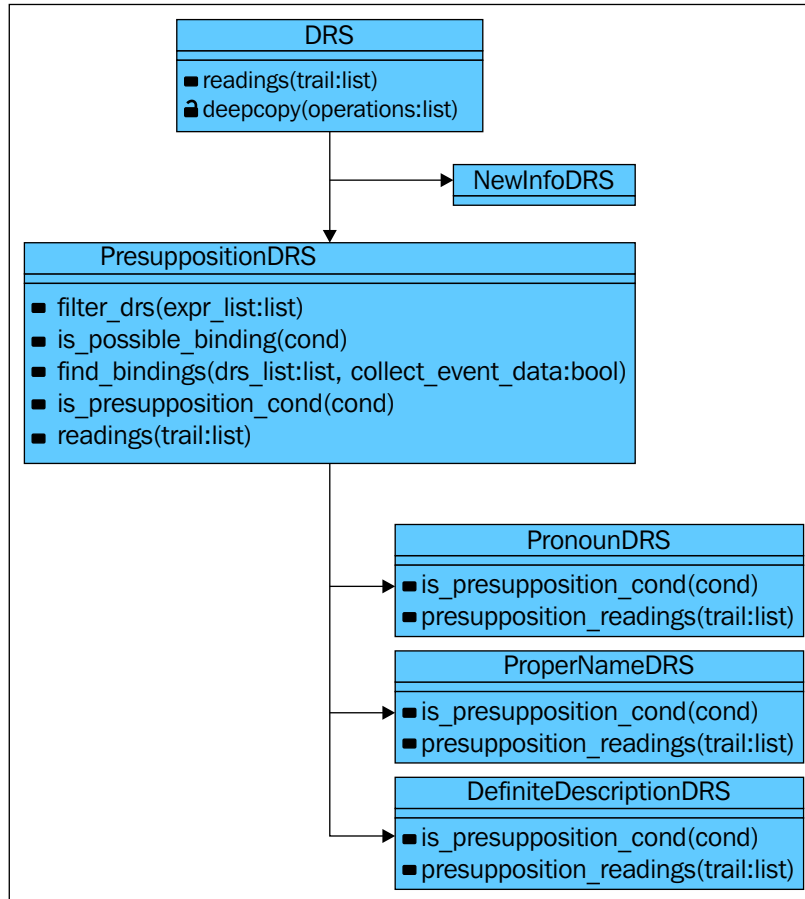 DRS
readings(trail:list)
deepcopy(operations:list)
NewInfoDRS
PresuppositionDRS
filter_drs(expr_list:list)
is_possible_binding(cond)
find_bindings(drs_list:list, collect_event_data:bool)
is_presupposition_cond(cond)
readings(trail:list)
PronounDRS
is_presupposition_cond(cond)
presupposition_readings(trail:list)
ProperNameDRS
is_presupposition_cond(cond)
presupposition_readings(trail:list)
DefiniteDescriptionDRS
is_presupposition_cond(cond)
presupposition_readings(trail:list)